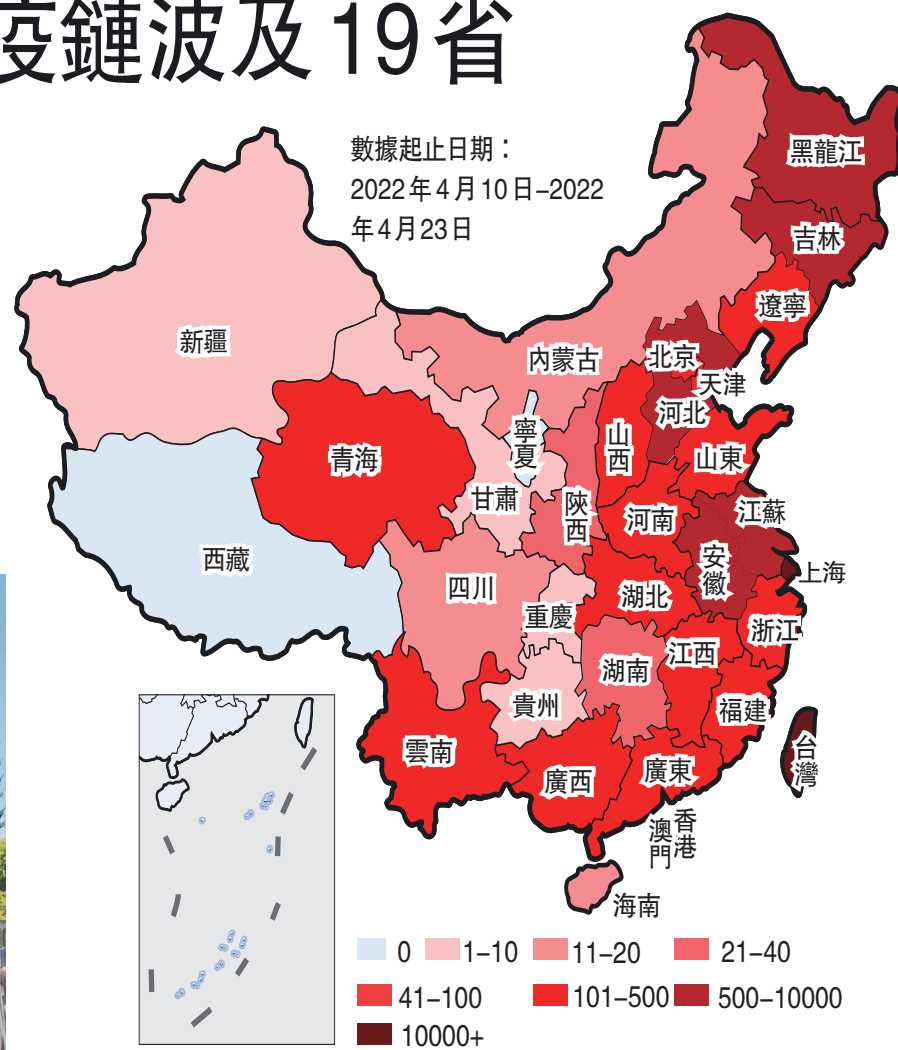 疫鏈波及19省
數據起止日期：
2022年4月10日–2022
年4月23日
黑龍江
吉林
遼寧
新疆
內蒙古
北京
天津
河北
寧夏
山西
山東
青海
甘肅
陝西
河南
江蘇
安徽
上海
西藏
四川
重慶
湖北
浙江
湖南
江西
貴州
福建
雲南
廣西
廣東
台灣
香港
澳門
海南
0
1–10
11–20
21–40
41–100
101–500
500–10000
10000+